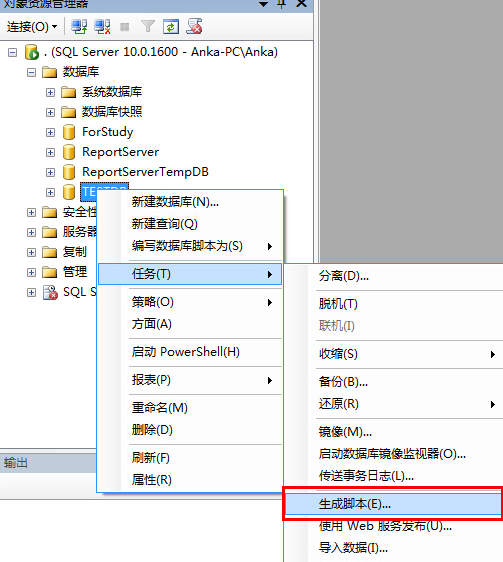 对象资源管理器
连接(O)
. (SQL Server 10.0.1600 - Anka-PC\Anka)
数据库
系统数据库
数据库快照
ForStudy
ReportServer
ReportServerTempDB
TESTDB
安全性
服务器
复制
管理
SQL S
新建数据库(N)...
新建查询(Q)
编写数据库脚本为(S)
任务(T)
策略(O)
方面(A)
启动 PowerShell(H)
报表(P)
重命名(M)
删除(D)
刷新(F)
属性(R)
分离(D)...
脱机(T)
联机(I)
收缩(S)
备份(B)...
还原(R)
镜像(M)...
启动数据库镜像监视器(O)...
传送事务日志(L)...
生成脚本(E)...
使用 Web 服务发布(U)...
导入数据(I)...
输出